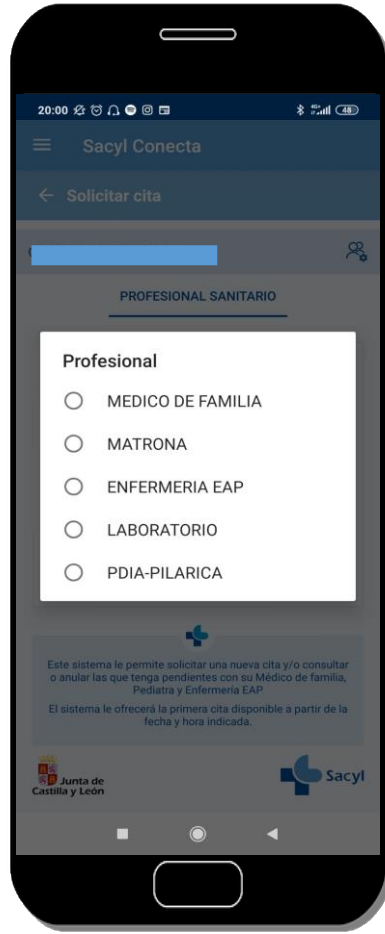 20:00
48
Sacyl Conecta
Solicitar cita
PROFESIONAL SANITARIO
Profesional
MEDICO DE FAMILIA
MATRONA
ENFERMERIA EAP
LABORATORIO
PDIA-PILARICA
Este sistema le permite solicitar una nueva cita y/o consultar
o anular las que tenga pendientes con su Médico de familia,
Pediatra y Enfermería EAP
El sistema le ofrecerá la primera cita disponible a partir de la
fecha y hora indicada.
Junta de
Castilla y León
Sacyl